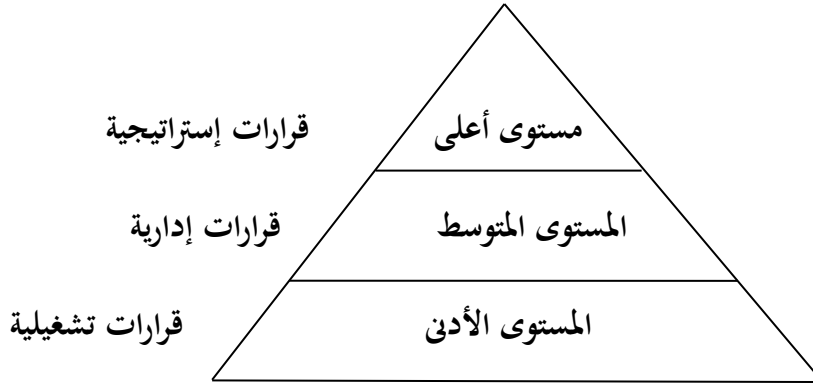 مستوى أعلى قرارات إستراتيجية
المستوى المتوسط قرارات إدارية
المستوى الأدنى قرارات تشغيلية